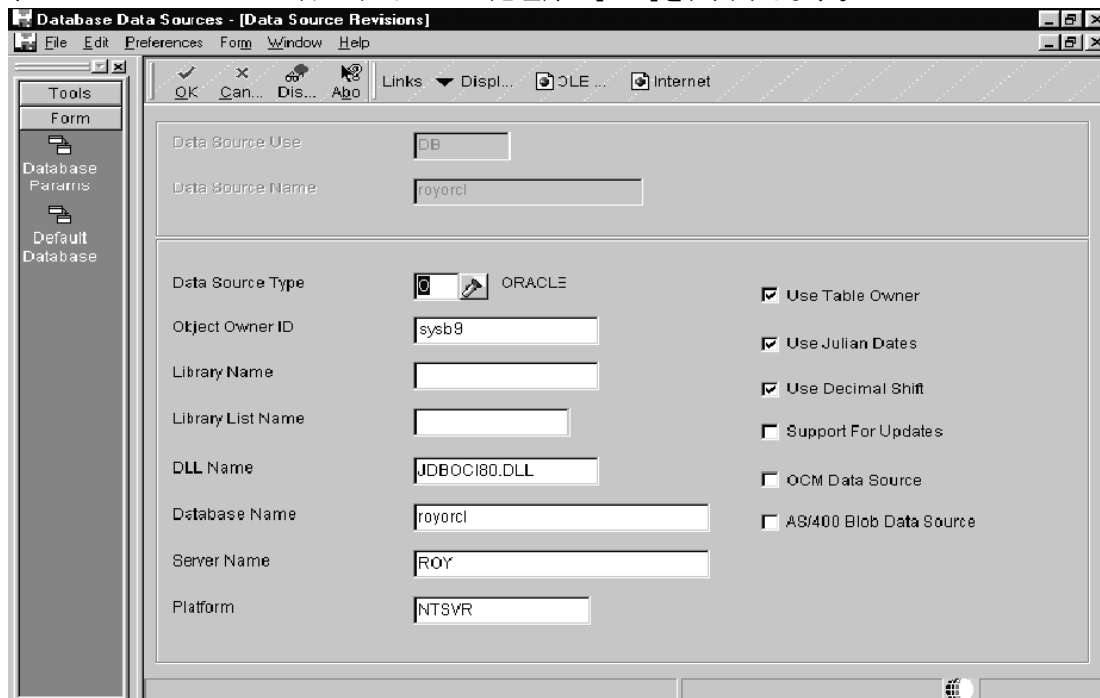 Database Data Sources - [Data Source Revisions]
File Edit Preferences Form Window Help
OK Can... Dis... Abo Links Displ... OLE ... Internet
Tools
Form
Database
Params
Default
Database
Data Source Use DB
Data Source Name royorcl
Data Source Type O ORACLE
Object Owner ID sysb9
Library Name
Library List Name
DLL Name JDBOCI80.DLL
Database Name royorcl
Server Name ROY
Platform NTSVR
Use Table Owner
Use Julian Dates
Use Decimal Shift
Support For Updates
OCM Data Source
AS/400 Blob Data Source